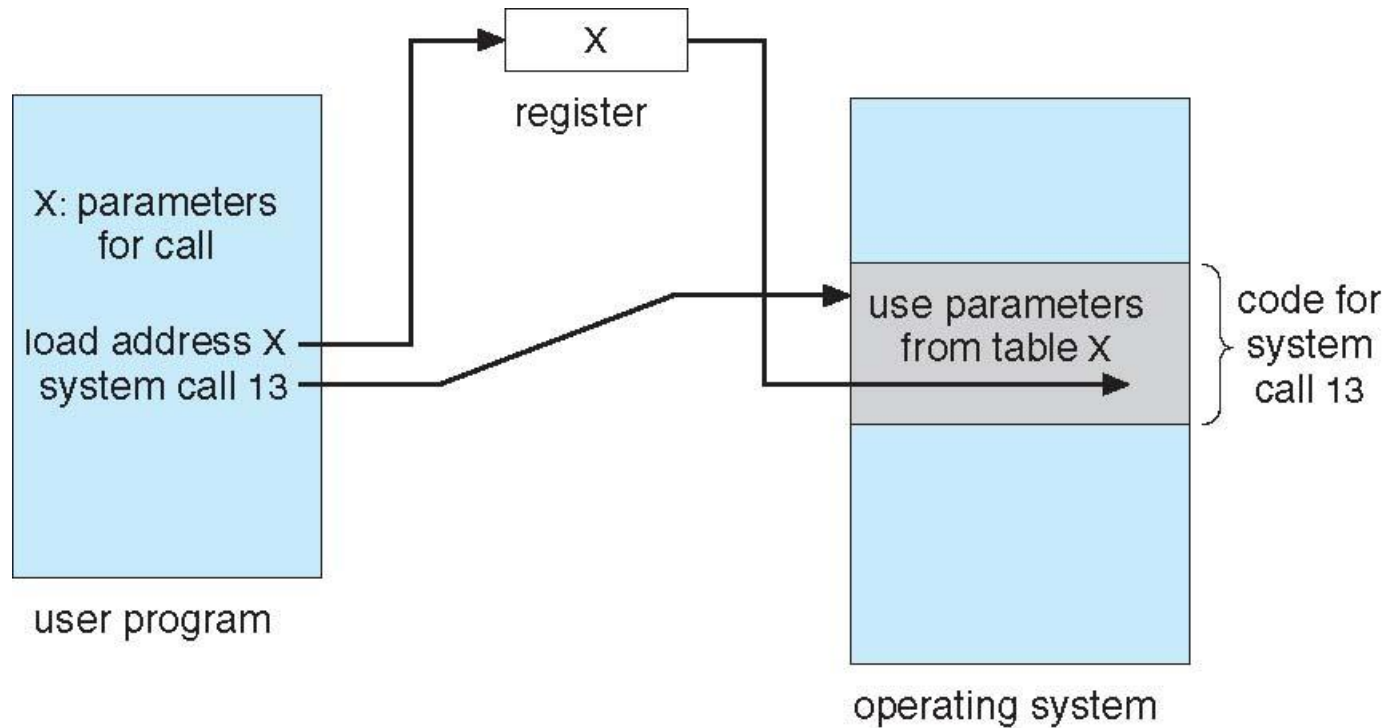 X
register
X: parameters
for call
load address X
system call 13
use parameters
from table X
code for
system
call 13
user program
operating system